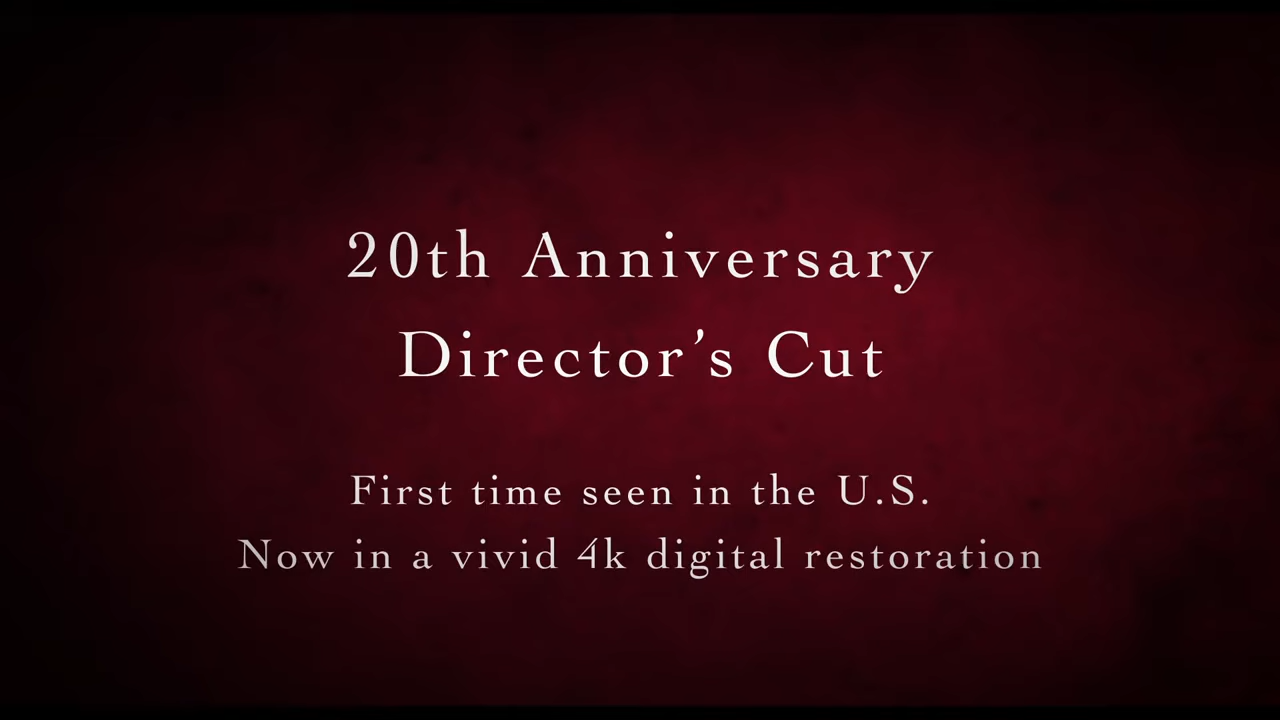 20th Anniversary
Director’s Cut
First time seen in the U.S.
Now in a vivid 4k digital restoration